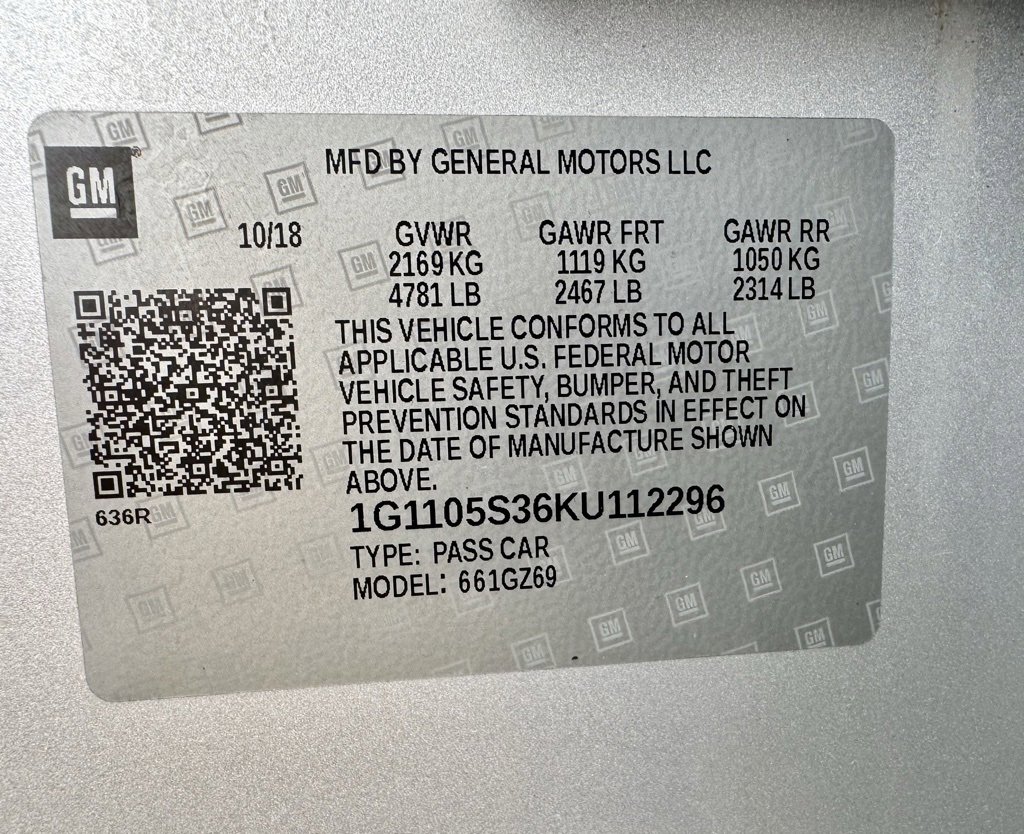 GM
MFD BY GENERAL MOTORS LLC
10/18 GVWR GAWR FRT GAWR RR
2169 KG 1119 KG 1050 KG
4781 LB 2467 LB 2314 LB
THIS VEHICLE CONFORMS TO ALL
APPLICABLE U.S. FEDERAL MOTOR
VEHICLE SAFETY, BUMPER, AND THEFT
PREVENTION STANDARDS IN EFFECT ON
THE DATE OF MANUFACTURE SHOWN
ABOVE.
636R
1G1105S36KU112296
TYPE: PASS CAR
MODEL: 661GZ69